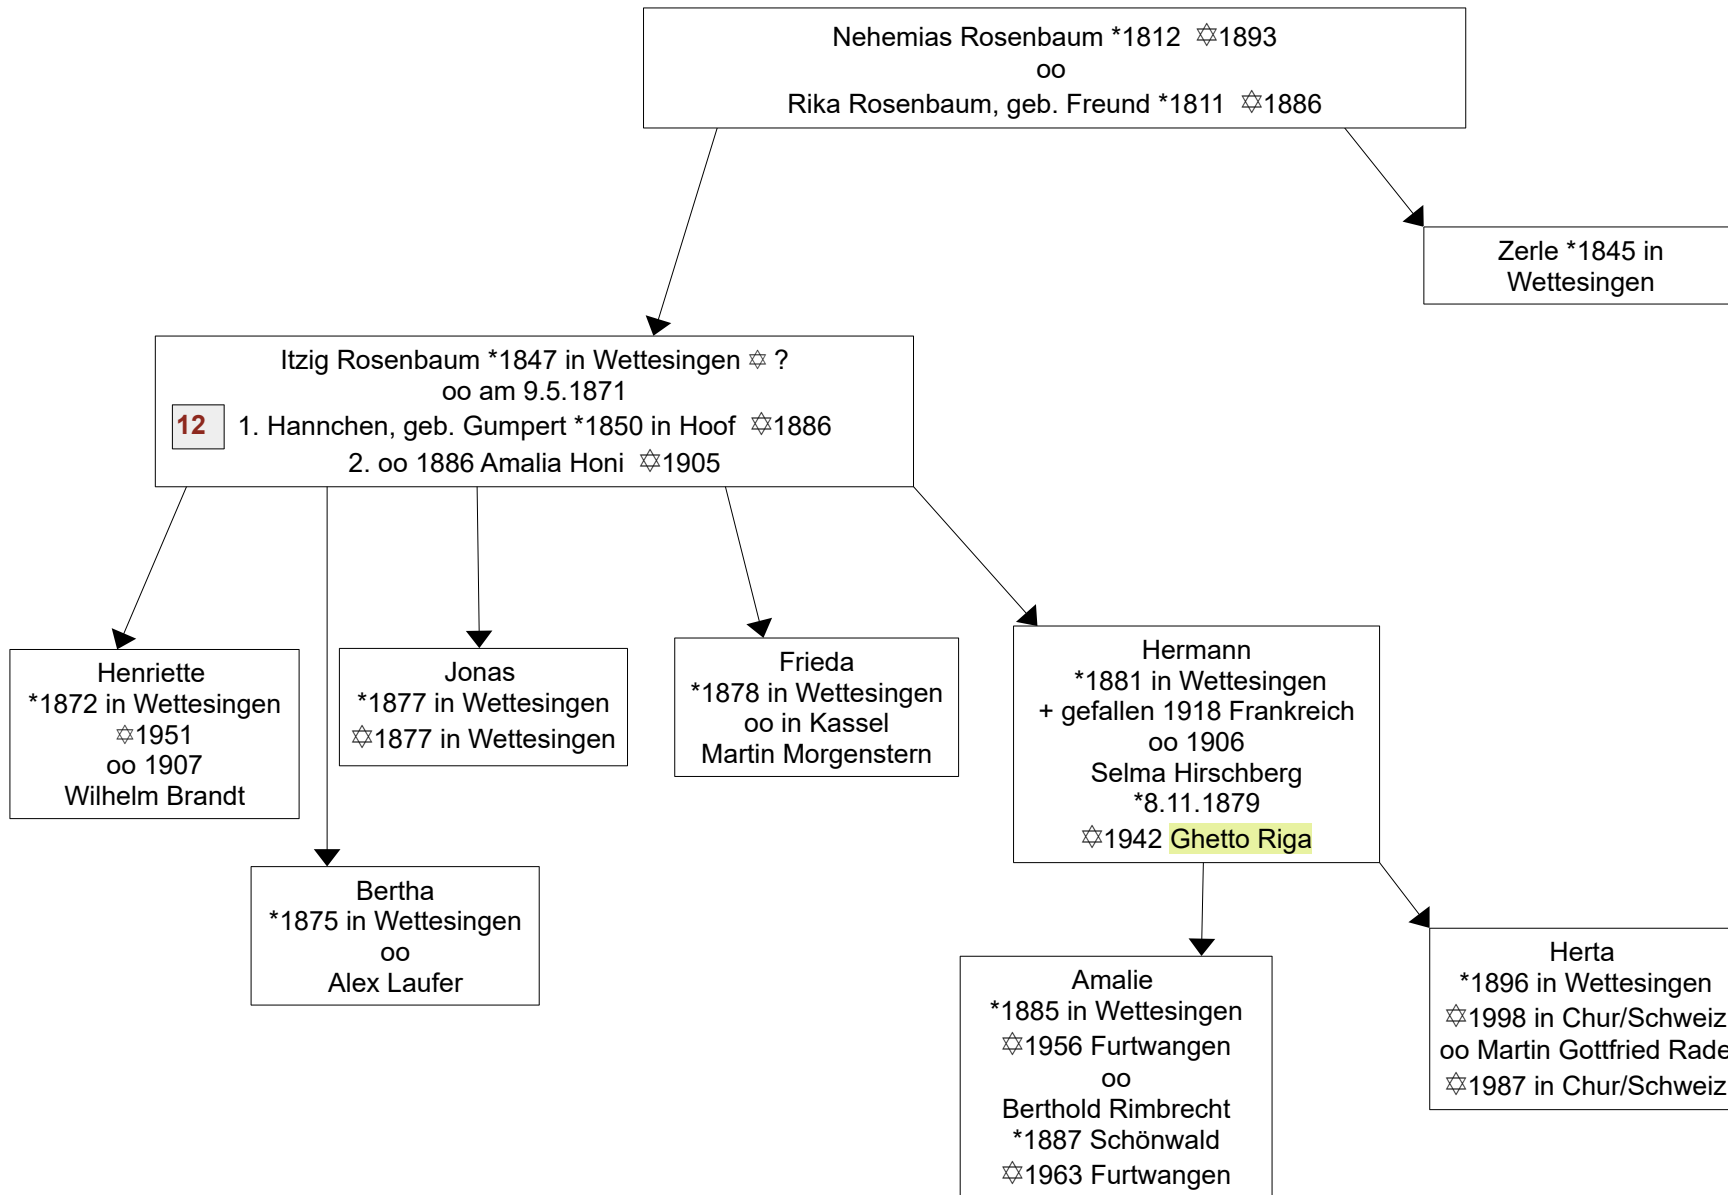 Nehemias Rosenbaum *1812 ✡1893
oo
Rika Rosenbaum, geb. Freund *1811 ✡1886
Zerle *1845 in
Wettesingen
Itzig Rosenbaum *1847 in Wettesingen ✡ ?
oo am 9.5.1871
12
1. Hannchen, geb. Gumpert *1850 in Hoof ✡1886
2. oo 1886 Amalia Honi ✡1905
Henriette
*1872 in Wettesingen
✡1951
oo 1907
Wilhelm Brandt
Bertha
*1875 in Wettesingen
oo
Alex Laufer
Jonas
*1877 in Wettesingen
✡1877 in Wettesingen
Frieda
*1878 in Wettesingen
oo in Kassel
Martin Morgenstern
Hermann
*1881 in Wettesingen
+ gefallen 1918 Frankreich
oo 1906
Selma Hirschberg
*8.11.1879
✡1942 Ghetto Riga
Amalie
*1885 in Wettesingen
✡1956 Furtwangen
oo
Berthold Rimbrecht
*1887 Schönwald
✡1963 Furtwangen
Herta
*1896 in Wettesingen
✡1998 in Chur/Schweiz
oo Martin Gottfried Rade
✡1987 in Chur/Schweiz